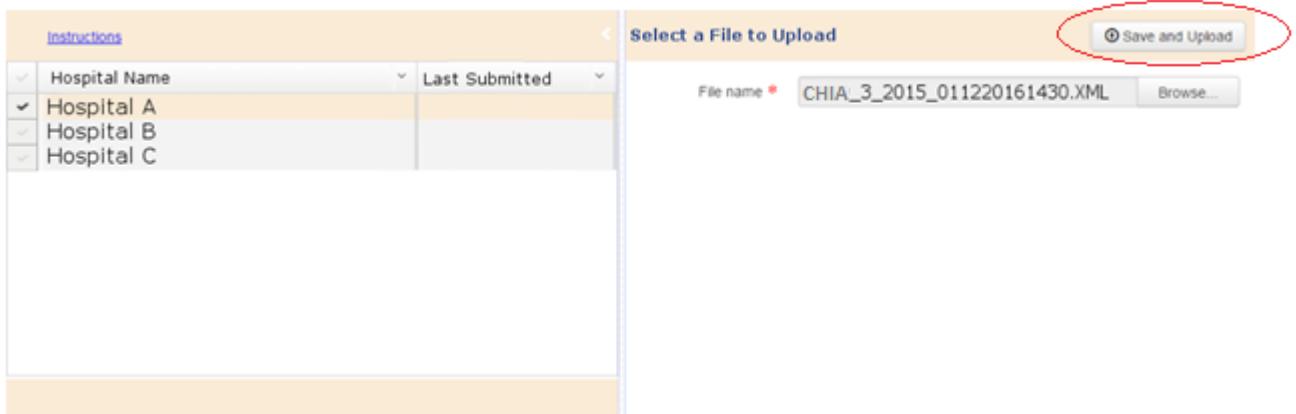 Instructions
Hospital Name Last Submitted
Hospital A
Hospital B
Hospital C
Select a File to Upload Save and Upload
File name * CHIA_3_2015_011220161430.XML Browse...